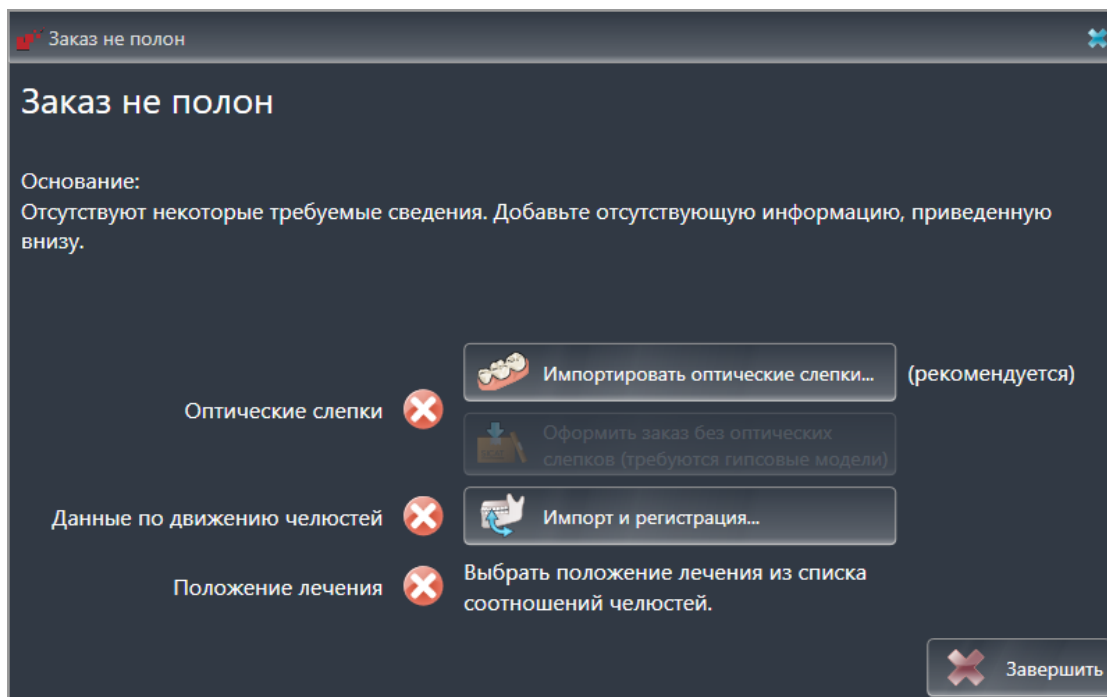 Заказ не полон
Заказ не полон
Основание:
Отсутствуют некоторые требуемые сведения. Добавьте отсутствующую информацию, приведенную
внизу.
Импортировать оптические слепки... (рекомендуется)
Оптические слепки
Оформить заказ без оптических
слепков (требуются гипсовые модели)
Данные по движению челюстей Импорт и регистрация...
Положение лечения Выбрать положение лечения из списка
соотношений челюстей.
Завершить